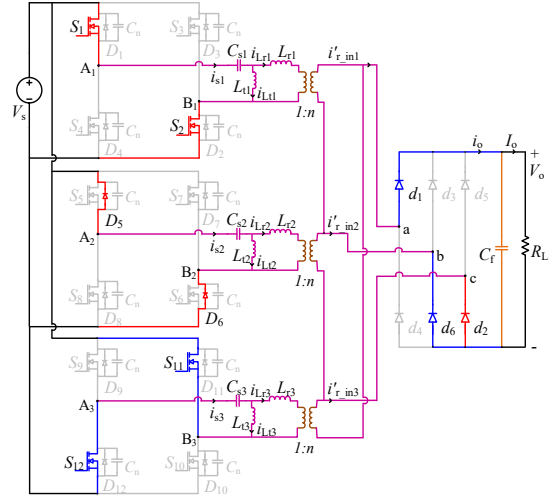 S1 D1 Cn S3 D3 Cn
A1 Cs1 iLr1 Lr1 i'r_in1
is1 Lt1 iLt1
Vs
B1
S4 D4 Cn S2 D2 Cn
1:n
io Io +
Vo
d1 d3 d5
S5 D5 Cn S7 D7 Cn
a
A2 Cs2 iLr2 Lr2 i'r_in2
is2 Lt2 iLt2
b
Cf RL
B2
c
S8 D8 Cn S6 D6 Cn
1:n
d4 d6 d2
-
S9 D9 Cn S11 D11 Cn
A3 Cs3 iLr3 Lr3 i'r_in3
is3 Lt3 iLt3
B3
S12 D12 Cn S10 D10 Cn
1:n